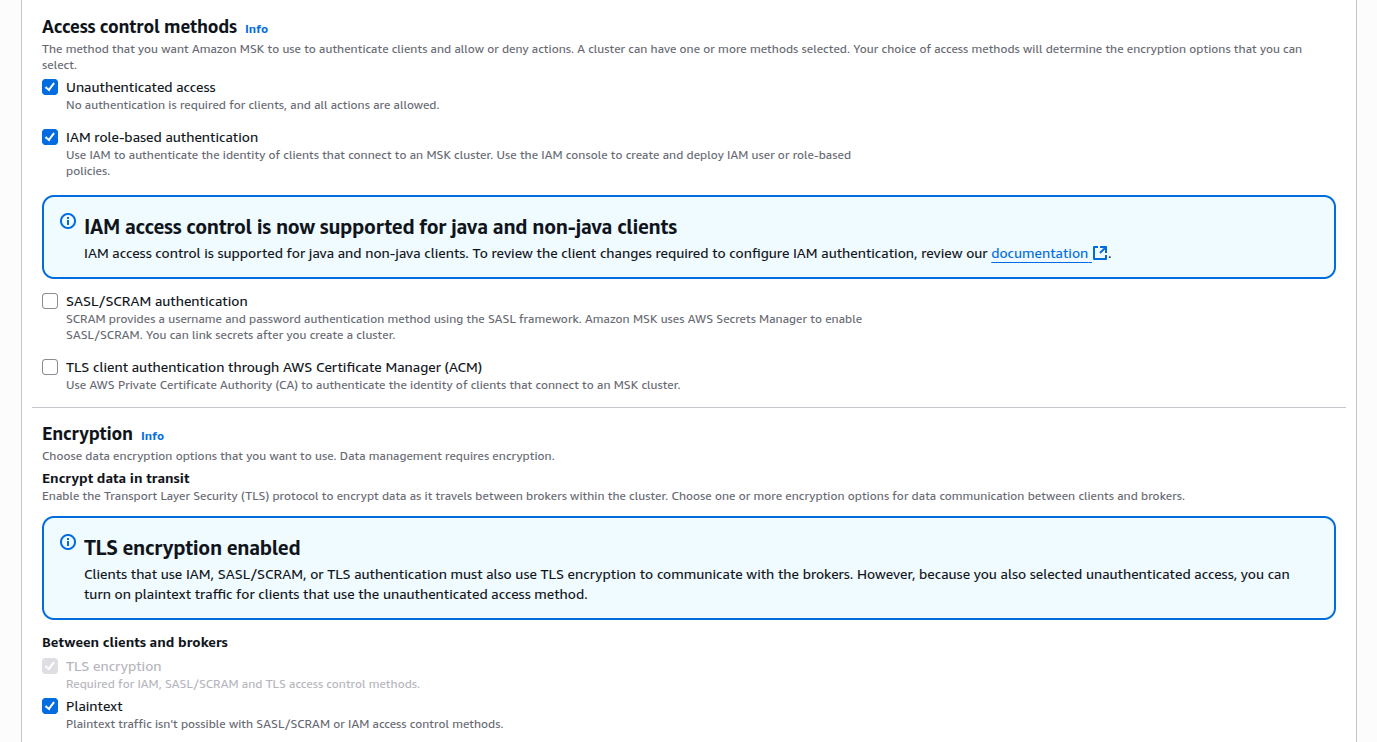 Access control methods Info
The method that you want Amazon MSK to use to authenticate clients and allow or deny actions. A cluster can have one or more methods selected. Your choice of access methods will determine the encryption options that you can
select.
Unauthenticated access
No authentication is required for clients, and all actions are allowed.
IAM role-based authentication
Use IAM to authenticate the identity of clients that connect to an MSK cluster. Use the IAM console to create and deploy IAM user or role-based
policies.
IAM access control is now supported for java and non-java clients
IAM access control is supported for java and non-java clients. To review the client changes required to configure IAM authentication, review our documentation.
SASL/SCRAM authentication
SCRAM provides a username and password authentication method using the SASL framework. Amazon MSK uses AWS Secrets Manager to enable
SASL/SCRAM. You can link secrets after you create a cluster.
TLS client authentication through AWS Certificate Manager (ACM)
Use AWS Private Certificate Authority (CA) to authenticate the identity of clients that connect to an MSK cluster.
Encryption Info
Choose data encryption options that you want to use. Data management requires encryption.
Encrypt data in transit
Enable the Transport Layer Security (TLS) protocol to encrypt data as it travels between brokers within the cluster. Choose one or more encryption options for data communication between clients and brokers.
TLS encryption enabled
Clients that use IAM, SASL/SCRAM, or TLS authentication must also use TLS encryption to communicate with the brokers. However, because you also selected unauthenticated access, you can
turn on plaintext traffic for clients that use the unauthenticated access method.
Between clients and brokers
TLS encryption
Required for IAM, SASL/SCRAM and TLS access control methods.
Plaintext
Plaintext traffic isn't possible with SASL/SCRAM or IAM access control methods.